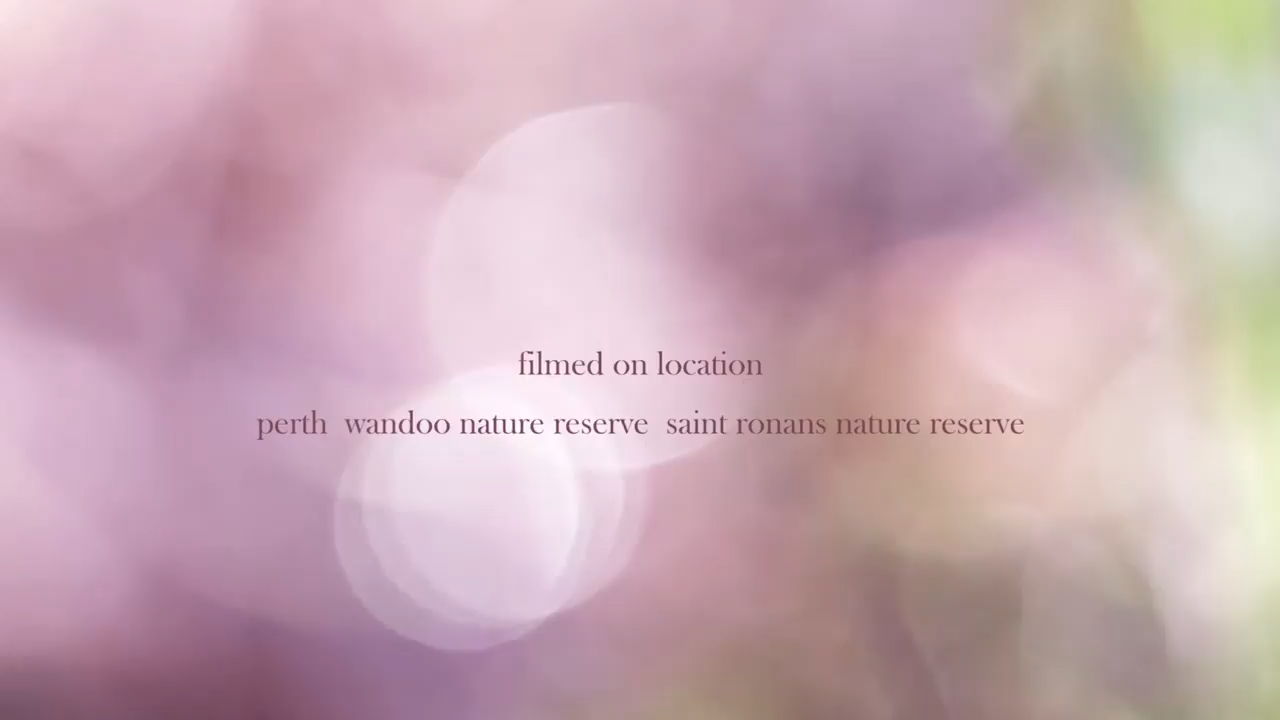 filmed on location
perth wandoo nature reserve saint ronans nature reserve